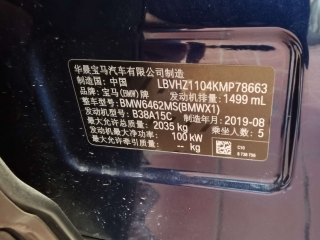 华晨宝马汽车有限公司制造
制造国：中国 LBVHZ1104KMP78663
品牌：宝马(BMW)牌 发动机排量：1499 mL
整车型号：BMW6462MS(BMWX1)
发动机型号：B38A15C 制造年月：2019-08
最大允许总质量：2035 kg 乘坐人数：5
发动机最大净功率：100 kW
最大允许牵引质量：-- kg